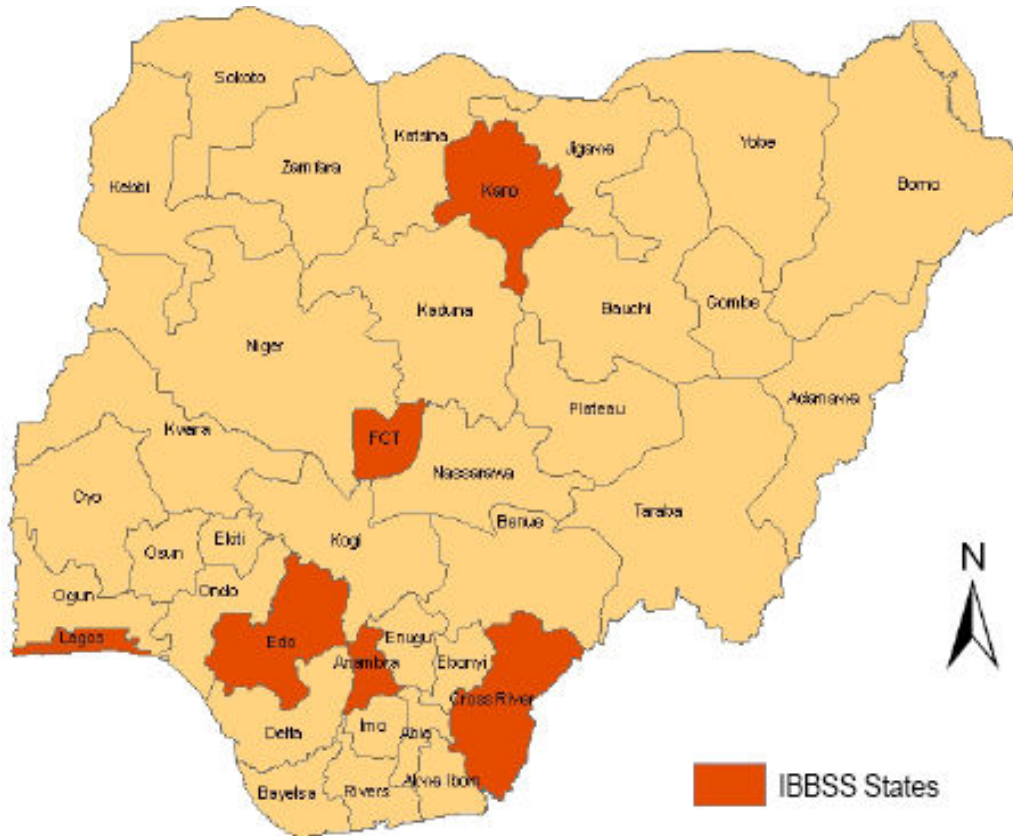 Sokoto
Katsina
Jigawa
Yobe
Borno
Kebbi
Zamfara
Kano
Kaduna
Bauchi
Gombe
Niger
Adamawa
Plateau
FCT
Kwara
Nassarawa
Oyo
Taraba
Benue
Osun
Ekiti
Kogi
N
Ogun
Ondo
Lagos
Edo
Enugu
Anambra
Ebonyi
Cross River
Delta
Imo
Abia
Akwa Ibom
Bayelsa
Rivers
IBBSS States